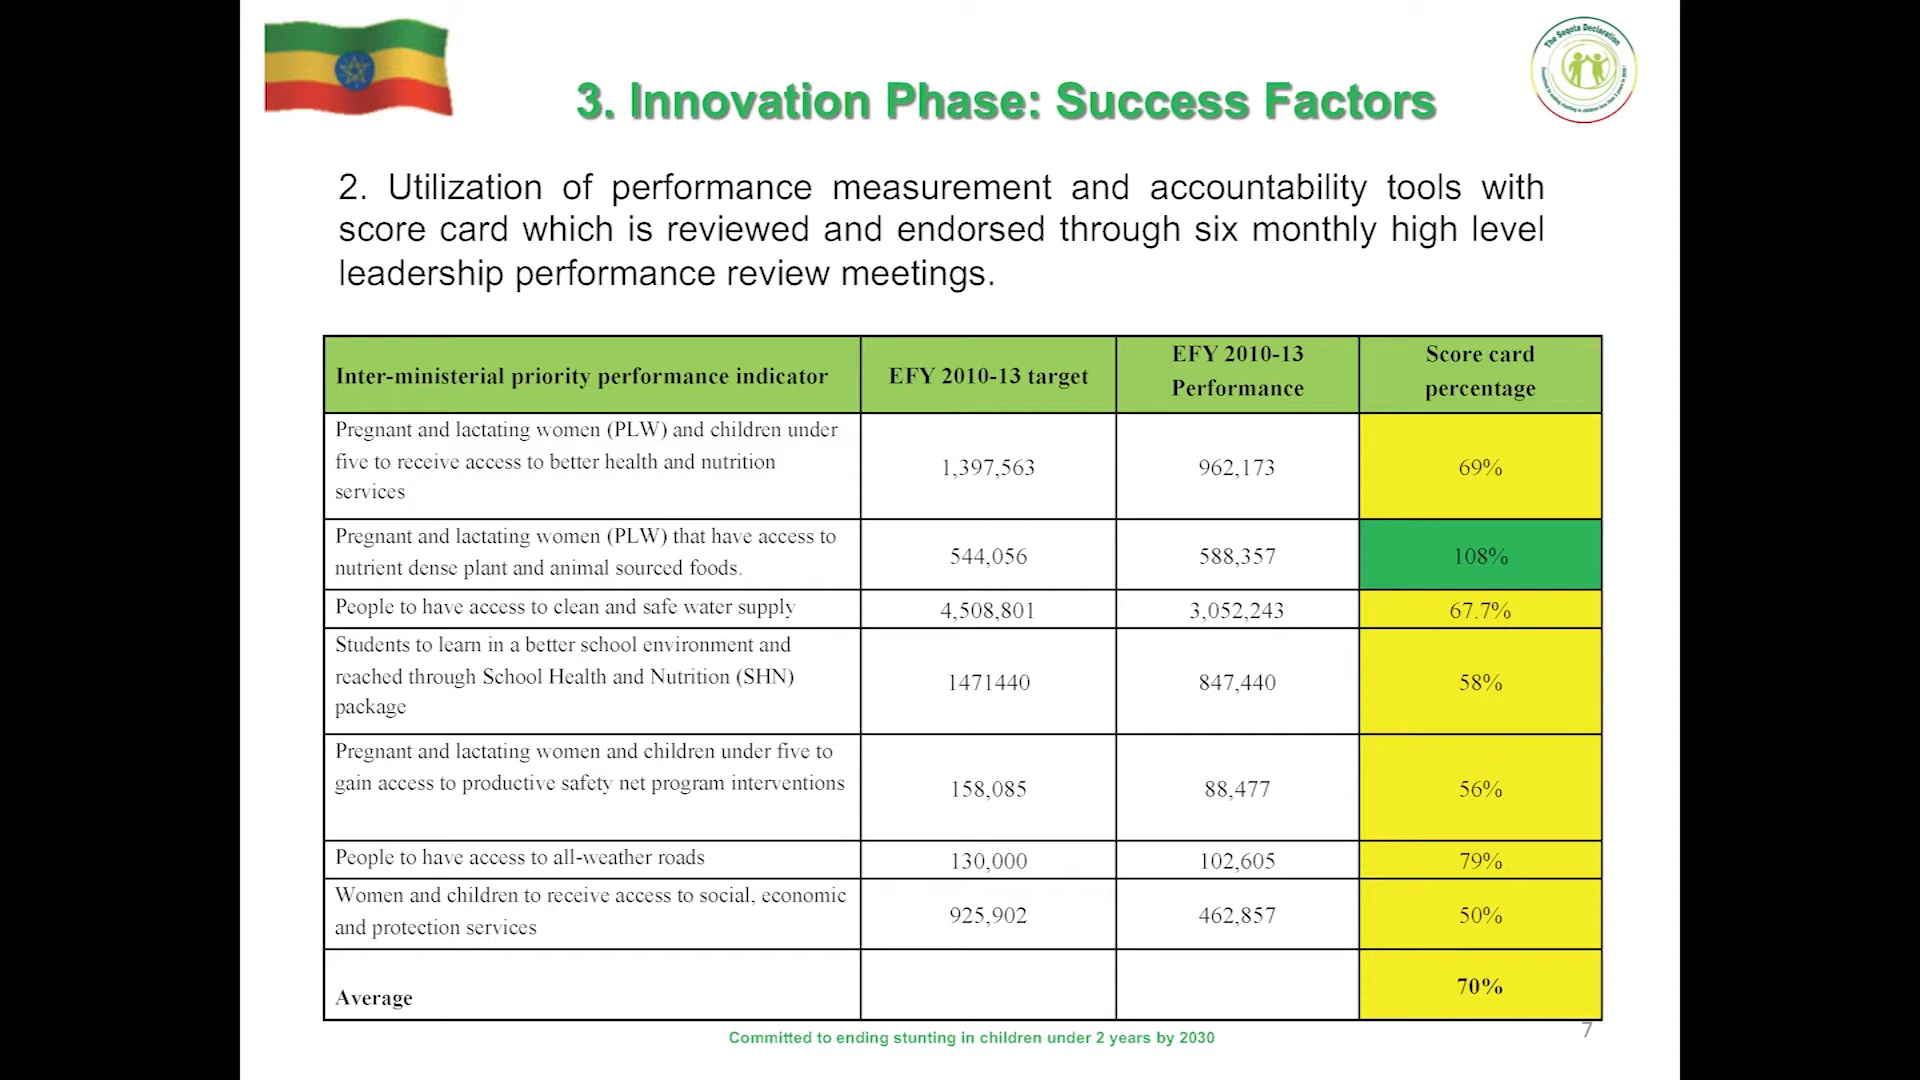 The Seqota Declaration
3. Innovation Phase: Success Factors
2. Utilization of performance measurement and accountability tools with
score card which is reviewed and endorsed through six monthly high level
leadership performance review meetings.
Inter-ministerial priority performance indicator
EFY 2010-13 target
EFY 2010-13
Performance
Score card
percentage
Pregnant and lactating women (PLW) and children under
five to receive access to better health and nutrition
services
1,397,563
962,173
69%
Pregnant and lactating women (PLW) that have access to
nutrient dense plant and animal sourced foods.
544,056
588,357
108%
People to have access to clean and safe water supply
4,508,801
3,052,243
67.7%
Students to learn in a better school environment and
reached through School Health and Nutrition (SHN)
package
1471440
847,440
58%
Pregnant and lactating women and children under five to
gain access to productive safety net program interventions
158,085
88,477
56%
People to have access to all-weather roads
130,000
102,605
79%
Women and children to receive access to social, economic
and protection services
925,902
462,857
50%
Average
70%
Committed to ending stunting in children under 2 years by 2030
7